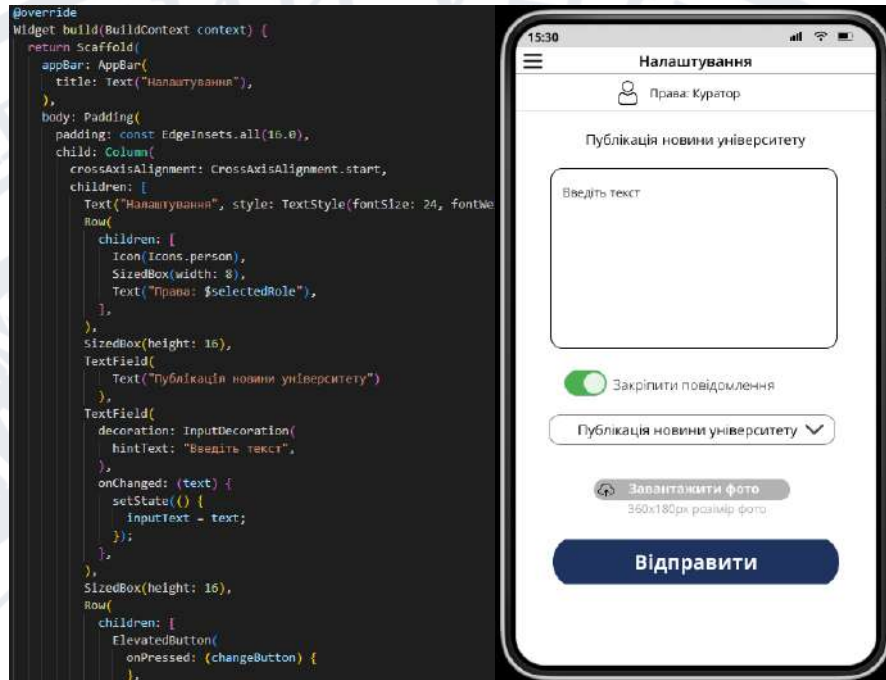 @override
Widget build(BuildContext context) {
return Scaffold(
appBar: AppBar(
title: Text("Налаштування"),
),
body: Padding(
padding: const EdgeInsets.all(16.0),
child: Column(
crossAxisAlignment: CrossAxisAlignment.start,
children: [
Text("Налаштування", style: TextStyle(fontSize: 24, fontWe
Row(
children: [
Icon(Icons.person),
SizedBox(width: 8),
Text("Права: $selectedRole"),
],
),
SizedBox(height: 16),
TextField(
Text("Публікація новини університету")
),
TextField(
decoration: InputDecoration(
hintText: "Введіть текст",
),
onChanged: (text) {
setState(() {
inputText = text;
});
},
),
SizedBox(height: 16),
Row(
children: [
ElevatedButton(
onPressed: (changeButton) {
},
15:30
Налаштування
Права: Куратор
Публікація новини університету
Введіть текст
Закріпити повідомлення
Публікація новини університету
Завантажити фото
360x180px розмір фото
Відправити